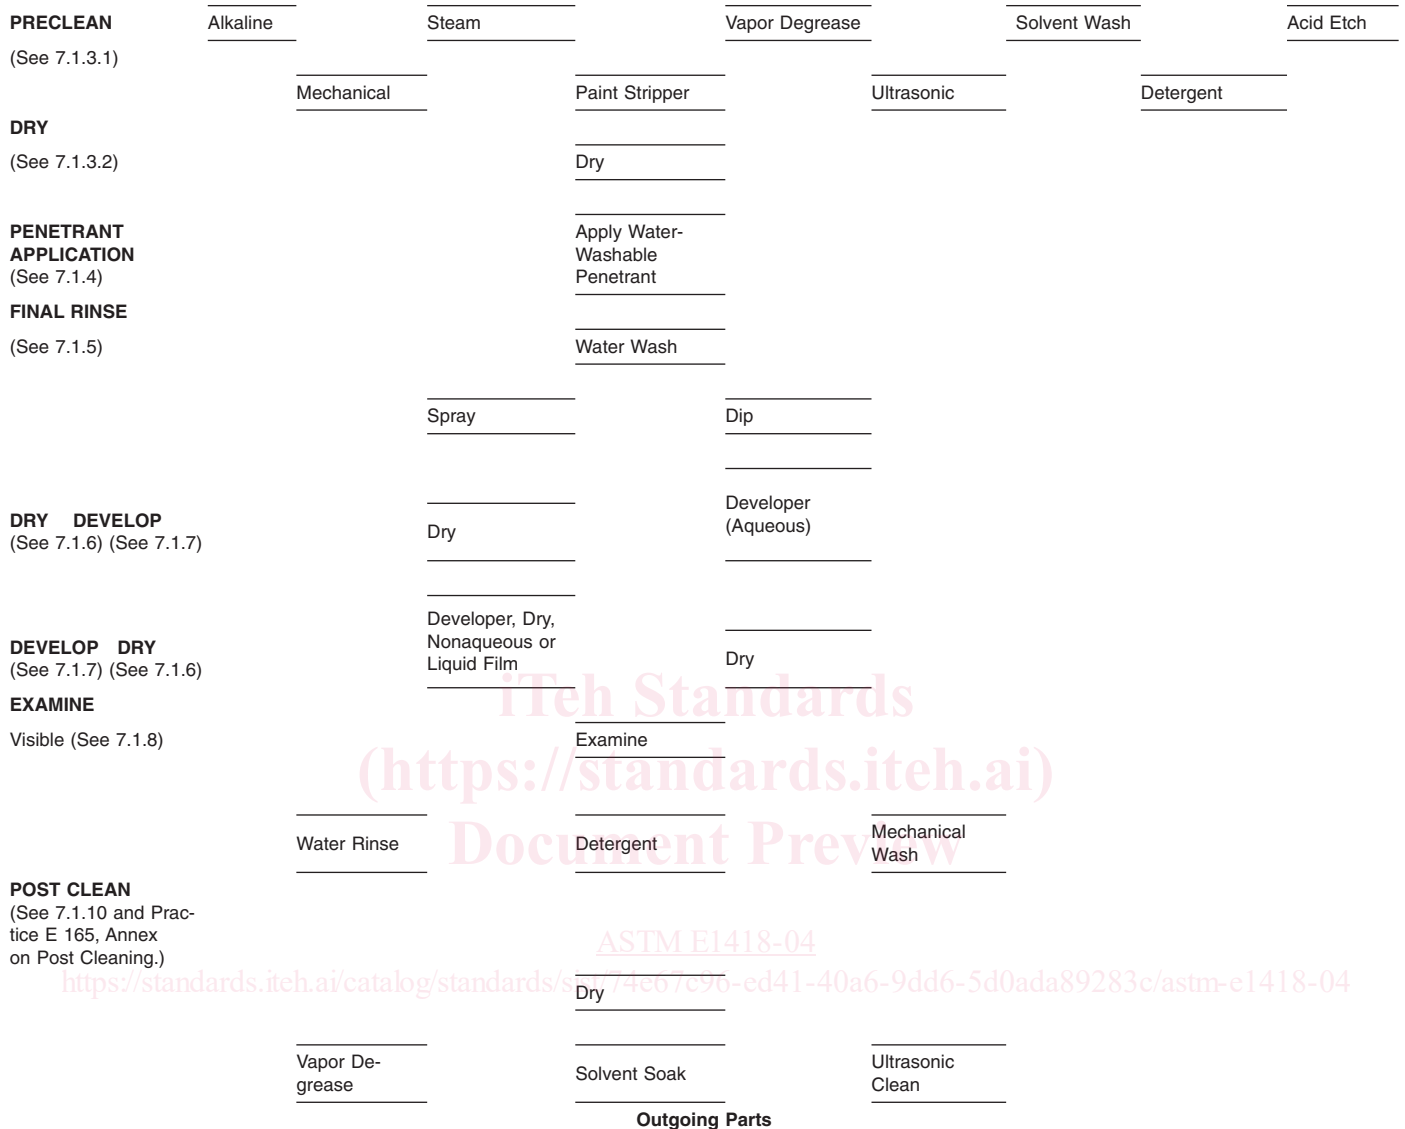 PRECLEAN Alkaline Steam Vapor Degrease Solvent Wash Acid Etch
(See 7.1.3.1)
Mechanical Paint Stripper Ultrasonic Detergent
DRY
(See 7.1.3.2) Dry
PENETRANT Apply Water-
APPLICATION Washable
(See 7.1.4) Penetrant
FINAL RINSE
(See 7.1.5) Water Wash
Spray Dip
Developer
DRY DEVELOP Dry (Aqueous)
(See 7.1.6) (See 7.1.7)
Developer, Dry,
DEVELOP DRY Nonaqueous or
(See 7.1.7) (See 7.1.6) Liquid Film Dry
iTeh Standards
EXAMINE
Visible (See 7.1.8) Examine
(https://standards.iteh.ai)
Document Preview
Water Rinse Detergent Mechanical
Wash
POST CLEAN
(See 7.1.10 and Prac-
tice E 165, Annex
on Post Cleaning.)
ASTM E1418-04
https://standards.iteh.ai/catalog/standards/sist/74e67c96-ed41-40a6-9dd6-5d0ada89283c/astm-e1418-04
Dry
Vapor De- Solvent Soak Ultrasonic
grease Clean
Outgoing Parts